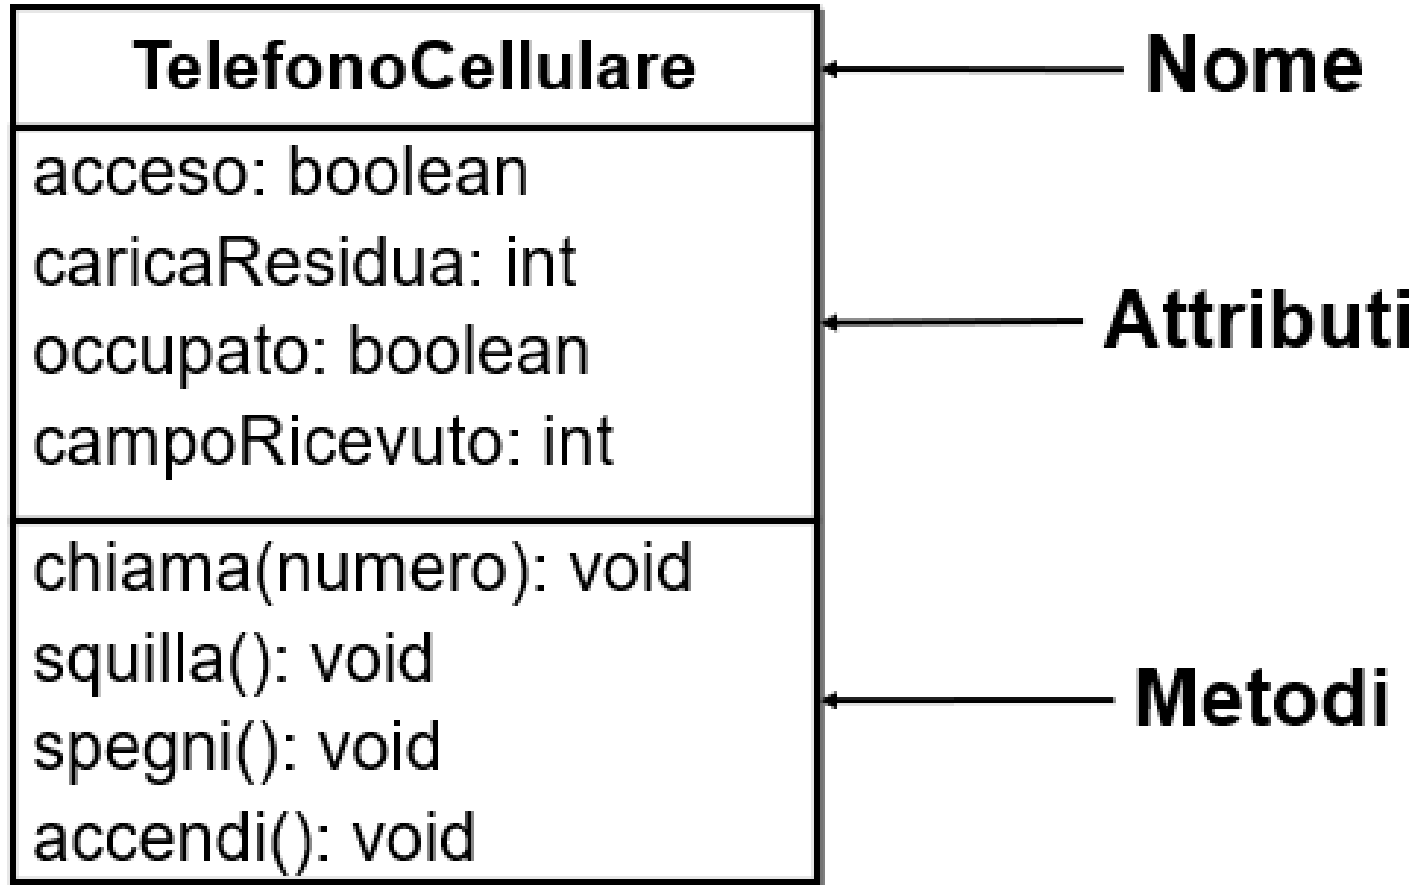 TelefonoCellulare
Nome
acceso: boolean
caricaResidua: int
occupato: boolean
campoRicevuto: int
Attributi
chiama(numero): void
squilla(): void
spegni(): void
accendi(): void
Metodi